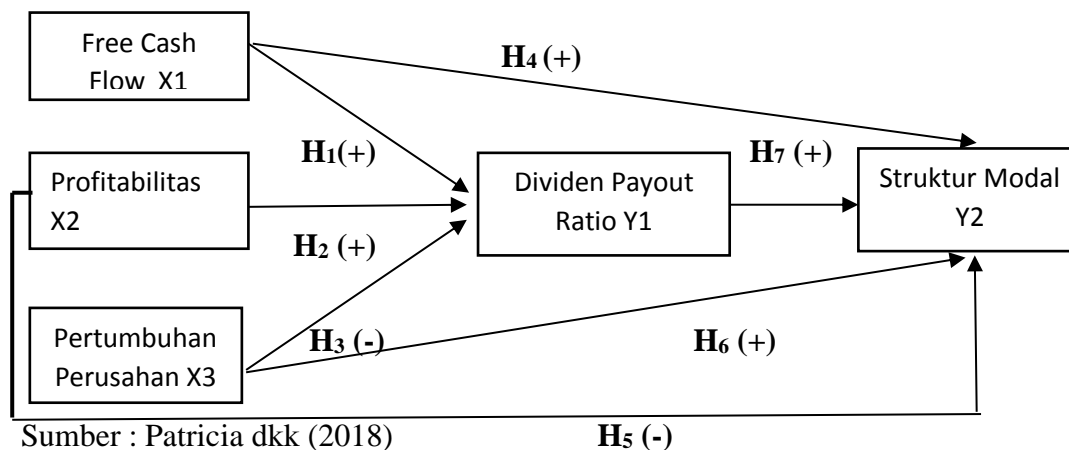 Free Cash
Flow X1
H4 (+)
H1(+)
Profitabilitas
X2
Dividen Payout
Ratio Y1
H7 (+)
Struktur Modal
Y2
H2 (+)
Pertumbuhan
Perusahan X3
H3 (-)
H6 (+)
Sumber : Patricia dkk (2018)
H5 (-)